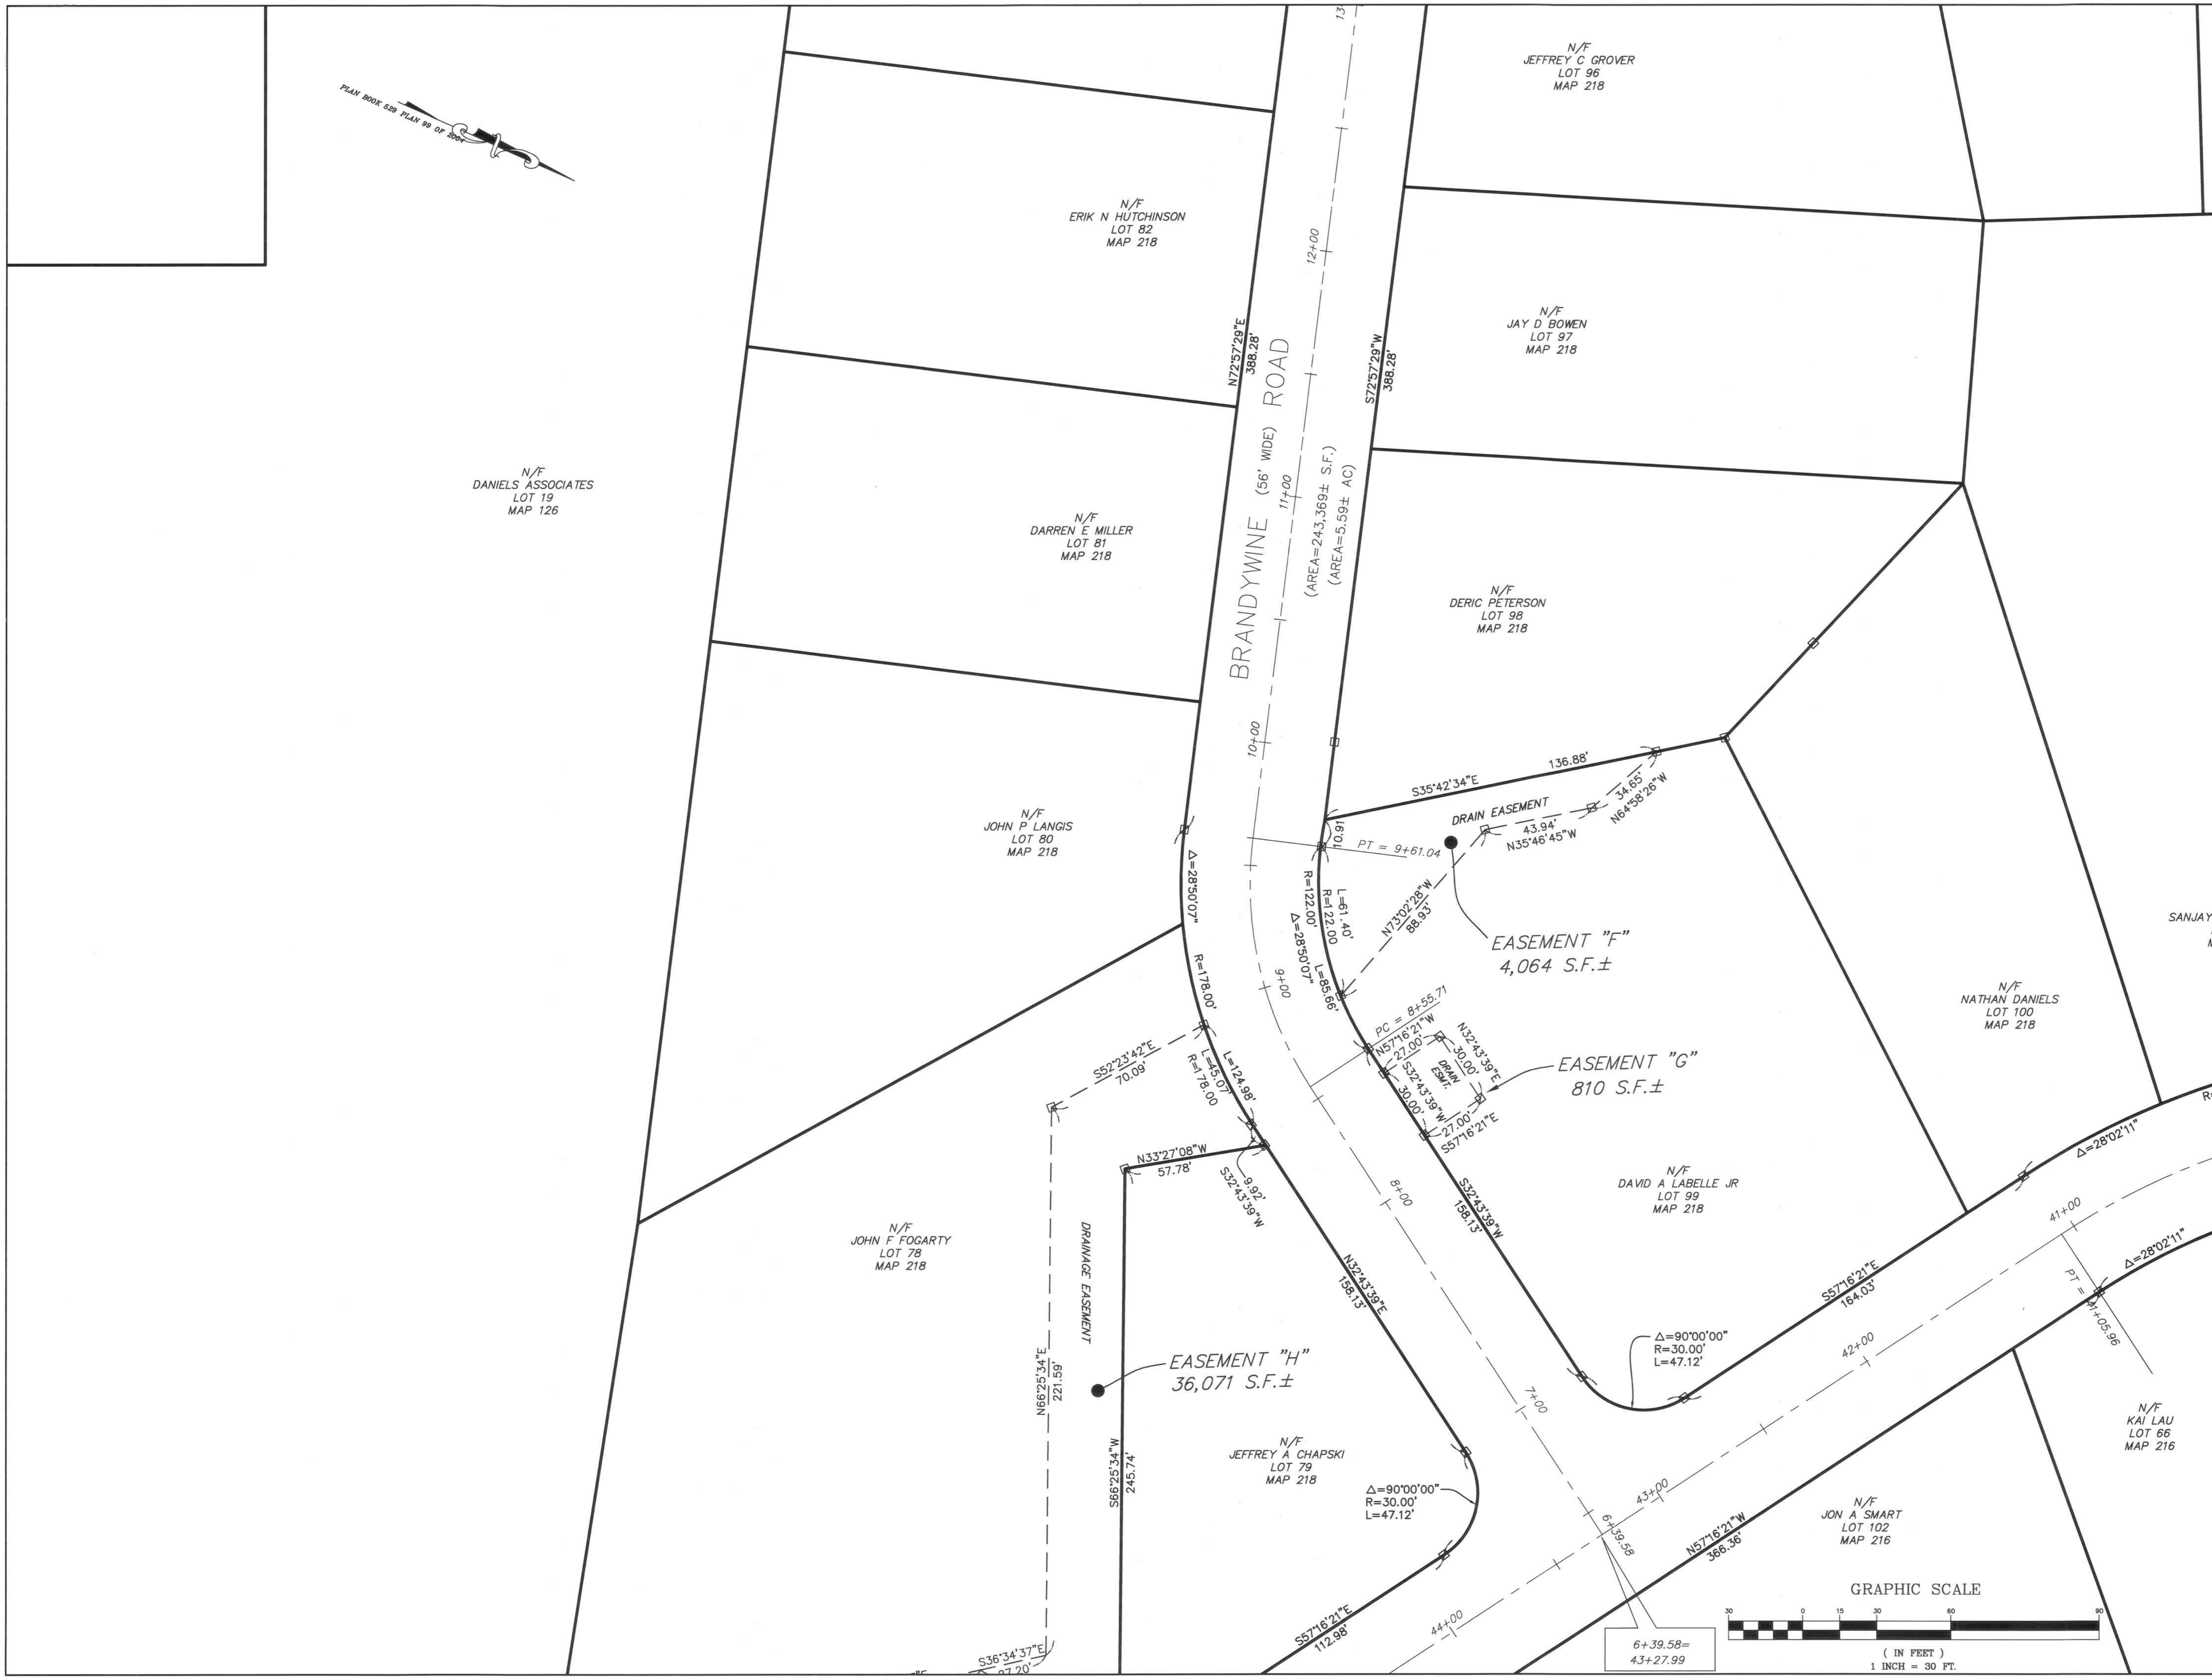 PLAN BOOK 529 PLAN 99 OF 2004
N/F
JEFFREY C GROVER
LOT 96
MAP 218
N/F
ERIK N HUTCHINSON
LOT 82
MAP 218
N/F
JAY D BOWEN
LOT 97
MAP 218
N/F
DANIELS ASSOCIATES
LOT 19
MAP 126
N/F
DARREN E MILLER
LOT 81
MAP 218
N/F
DERIC PETERSON
LOT 98
MAP 218
N/F
JOHN P LANGIS
LOT 80
MAP 218
13+
12+00
11+00
10+00
9+00
8+00
7+00
N72°57'29"E
388.28'
S72°57'29"W
388.28'
BRANDYWINE (56' WIDE) ROAD
(AREA=243,369± S.F.)
(AREA=5.59± AC)
S35°42'34"E 136.88'
DRAIN EASEMENT
34.65'
N64°58'26"W
43.94'
N35°46'45"W
10.91
PT = 9+61.04
N73°02'28"W
88.93'
EASEMENT "F"
4,064 S.F.±
Δ=28°50'07"
R=178.00'
L=124.98'
L=45.07'
R=178.00
R=122.00'
L=61.40'
R=122.00
Δ=28°50'07"
L=85.66'
PC = 8+55.71
N57°16'21"W
27.00'
N32°43'39"E
30.00'
DRAIN
ESMT.
S32°43'39"W
30.00'
27.00'
S57°16'21"E
EASEMENT "G"
810 S.F.±
S52°23'42"E
70.09'
N33°27'08"W
57.78'
9.92'
S32°43'39"W
N/F
NATHAN DANIELS
LOT 100
MAP 218
SANJAY
N/F
DAVID A LABELLE JR
LOT 99
MAP 218
N/F
JOHN F FOGARTY
LOT 78
MAP 218
DRAINAGE EASEMENT
N66°25'34"E
221.59'
EASEMENT "H"
36,071 S.F.±
S66°25'34"W
245.74'
N32°43'39"E
158.13'
S32°43'39"W
158.13'
N/F
JEFFREY A CHAPSKI
LOT 79
MAP 218
Δ=90°00'00"
R=30.00'
L=47.12'
Δ=90°00'00"
R=30.00'
L=47.12'
S57°16'21"E
164.03'
Δ=28°02'11"
R=
Δ=28°02'11"
41+00
PT = 41+05.96
42+00
43+00
44+00
6+39.58
N57°16'21"W
366.36'
S57°16'21"E
112.98'
S36°34'37"E
27.20'
"E
N/F
KAI LAU
LOT 66
MAP 216
N/F
JON A SMART
LOT 102
MAP 216
6+39.58=
43+27.99
GRAPHIC SCALE
30 0 15 30 60 90
( IN FEET )
1 INCH = 30 FT.